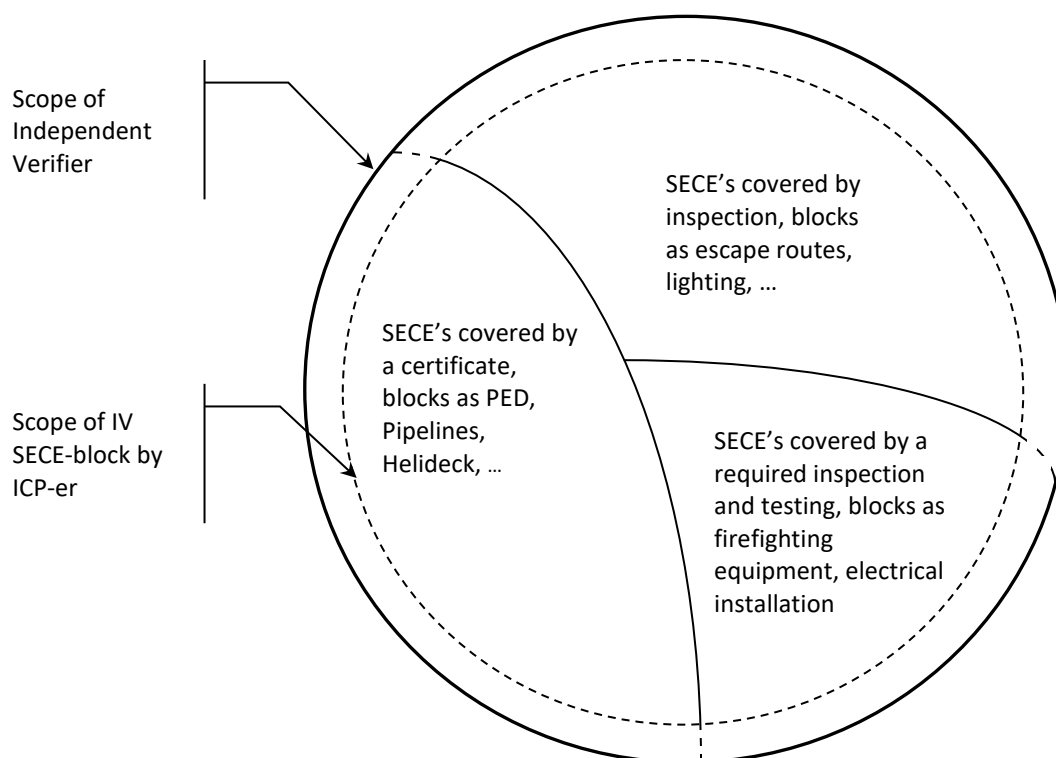 Scope of
Independent
Verifier
SECE’s covered by
inspection, blocks
as escape routes,
lighting, …
SECE’s covered by
a certificate,
blocks as PED,
Pipelines,
Helideck, …
Scope of IV
SECE-block by
ICP-er
SECE’s covered by a
required inspection
and testing, blocks as
firefighting
equipment, electrical
installation